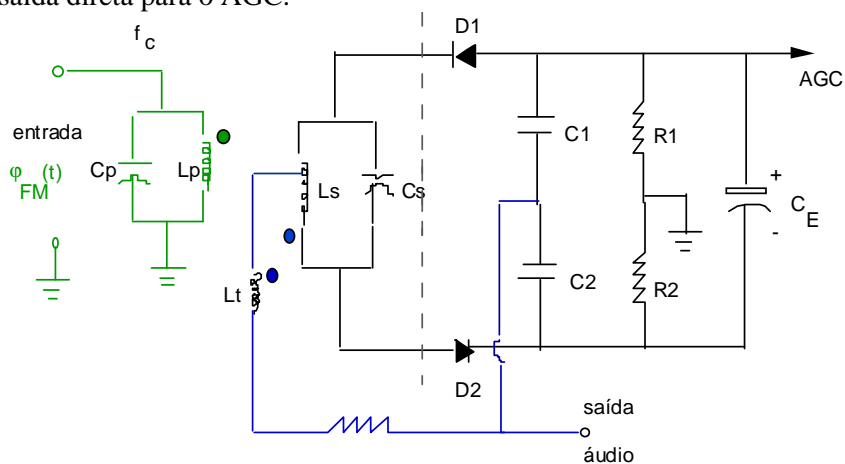 saída direta para o AGC.
f C
D1
AGC
entrada
φ FM (t)
Cp
Lp
Ls
Cs
C1
R1
+
C E
-
Lt
C2
R2
D2
saída
áudio